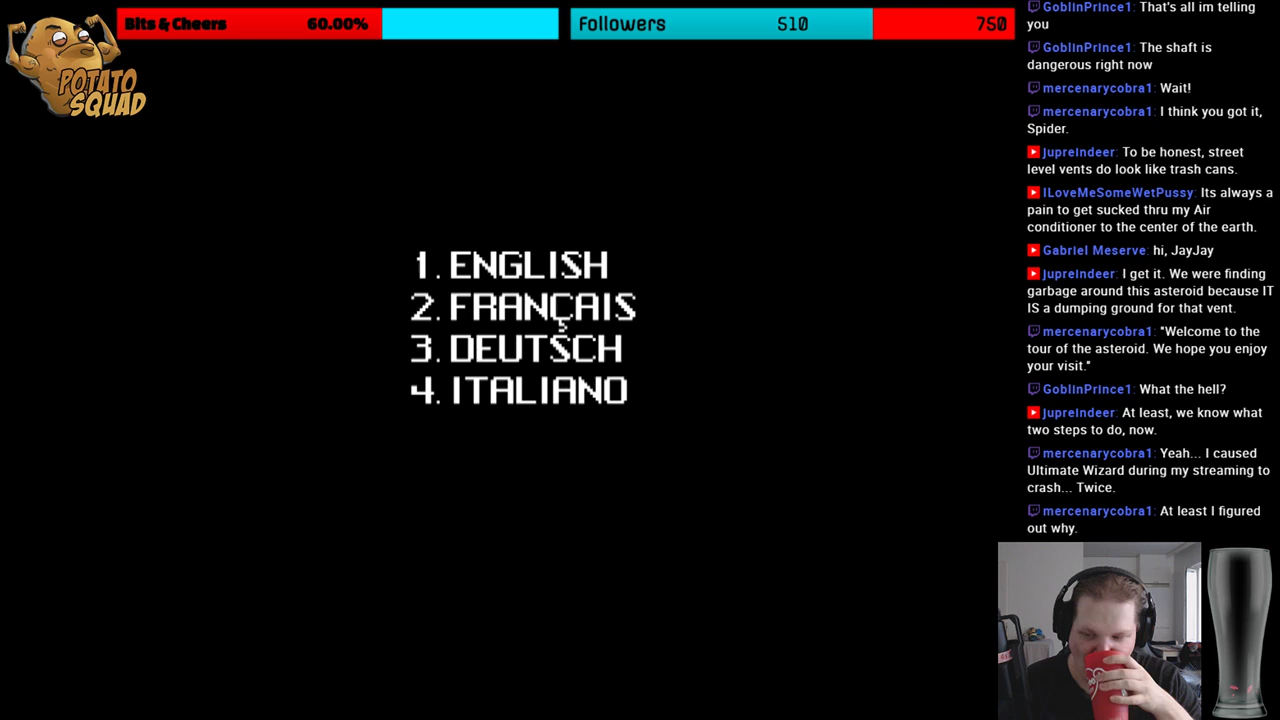 Bits & Cheers 60.00%
Followers 510 750
POTATO
SQUAD
1. ENGLISH
2. FRANÇAIS
3. DEUTSCH
4. ITALIANO
GoblinPrince1: That's all im telling
you
GoblinPrince1: The shaft is
dangerous right now
mercenarycobra1: Wait!
mercenarycobra1: I think you got it,
Spider.
jupreindeer: To be honest, street
level vents do look like trash cans.
ILoveMeSomeWetPussy: Its always a
pain to get sucked thru my Air
conditioner to the center of the earth.
Gabriel Meserve: hi, JayJay
jupreindeer: I get it. We were finding
garbage around this asteroid because IT
IS a dumping ground for that vent.
mercenarycobra1: "Welcome to the
tour of the asteroid. We hope you enjoy
your visit."
GoblinPrince1: What the hell?
jupreindeer: At least, we know what
two steps to do, now.
mercenarycobra1: Yeah... I caused
Ultimate Wizard during my streaming to
crash... Twice.
mercenarycobra1: At least I figured
out why.